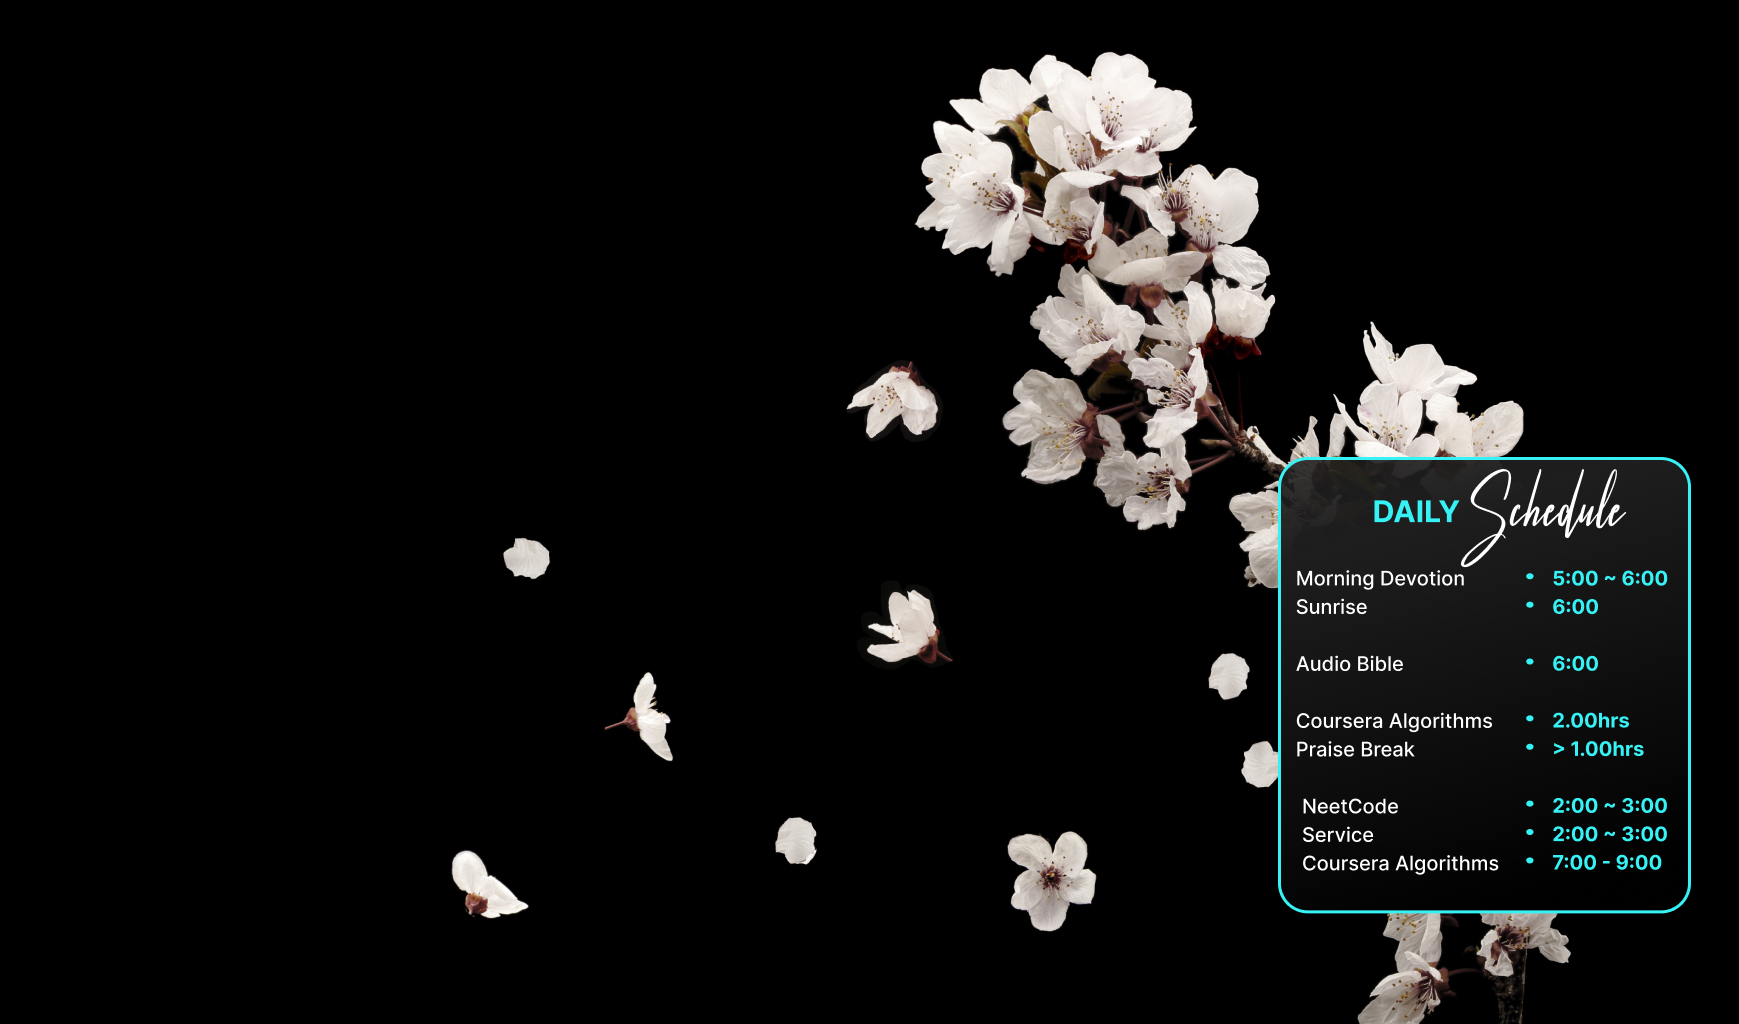 DAILY Schedule
Morning Devotion • 5:00 ~ 6:00
Sunrise • 6:00
Audio Bible • 6:00
Coursera Algorithms • 2.00hrs
Praise Break • > 1.00hrs
NeetCode • 2:00 ~ 3:00
Service • 2:00 ~ 3:00
Coursera Algorithms • 7:00 - 9:00